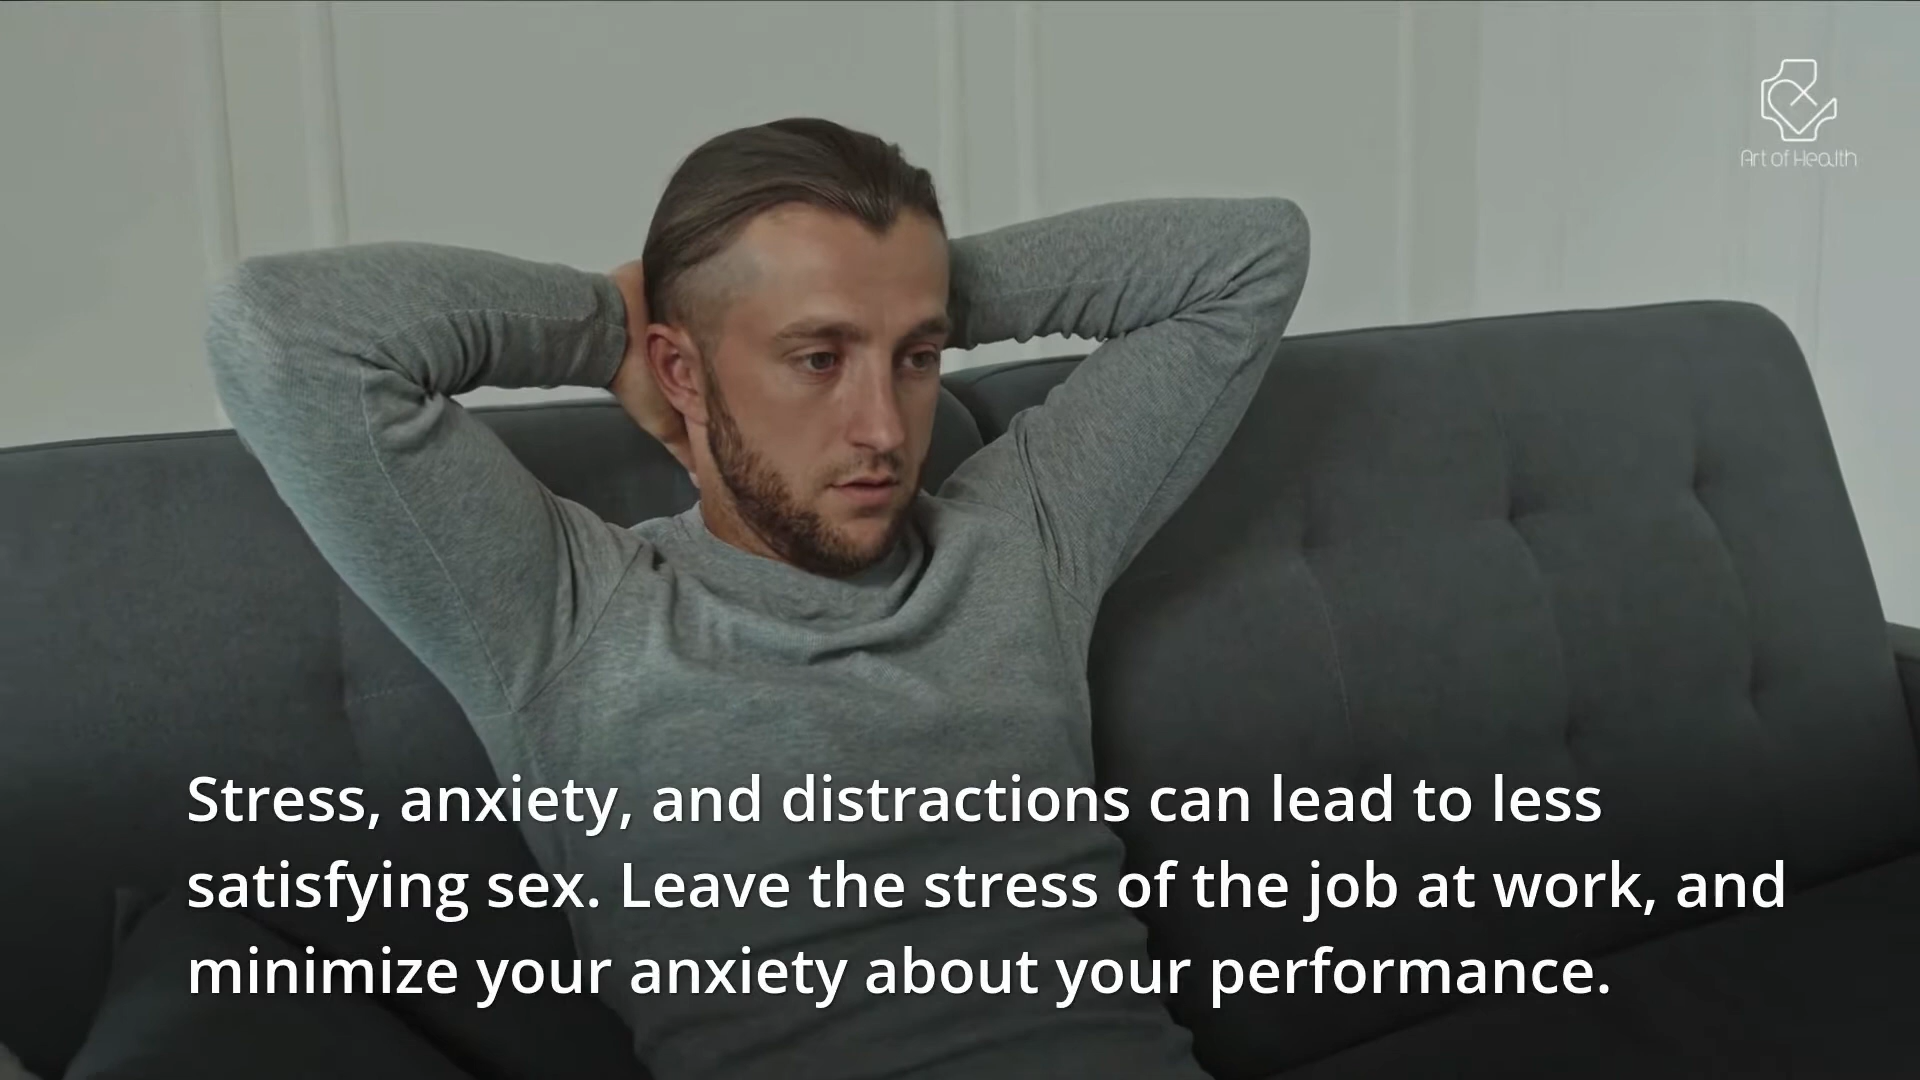 Art of Health
Stress, anxiety, and distractions can lead to less
satisfying sex. Leave the stress of the job at work, and
minimize your anxiety about your performance.